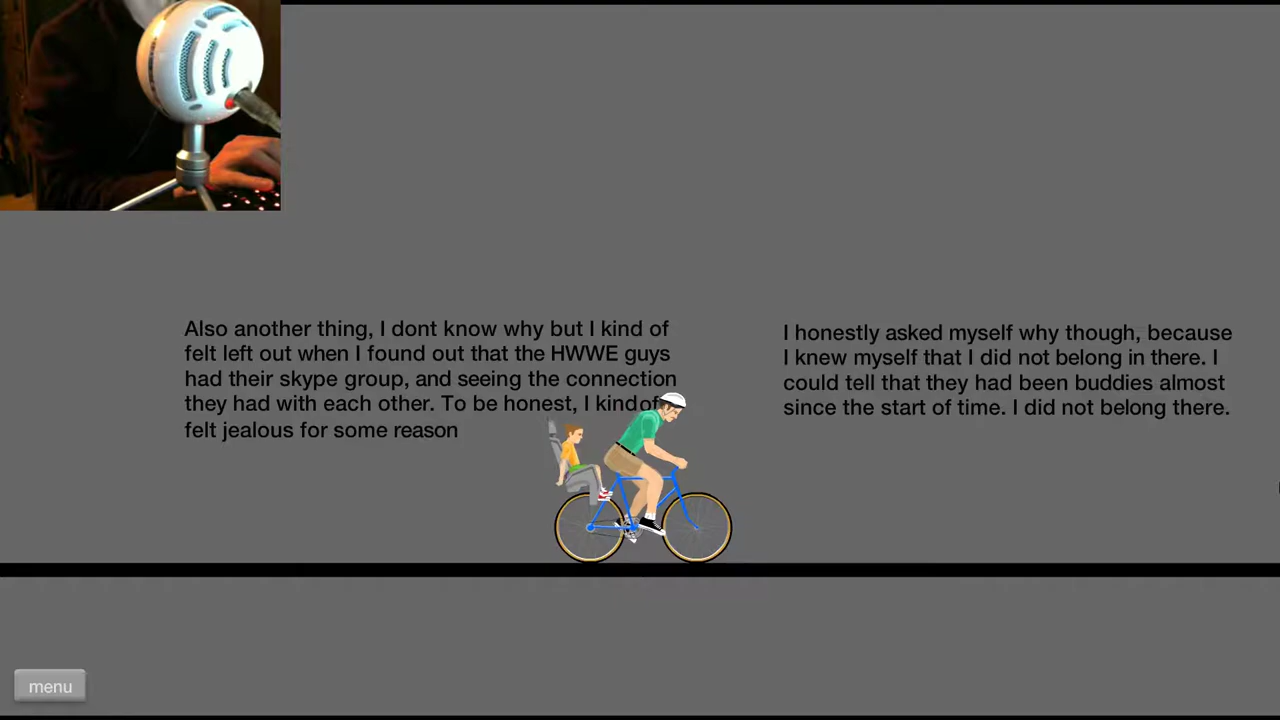 Also another thing, I dont know why but I kind of
felt left out when I found out that the HWWE guys
had their skype group, and seeing the connection
they had with each other. To be honest, I kind of
felt jealous for some reason
I honestly asked myself why though, because
I knew myself that I did not belong in there. I
could tell that they had been buddies almost
since the start of time. I did not belong there.
menu